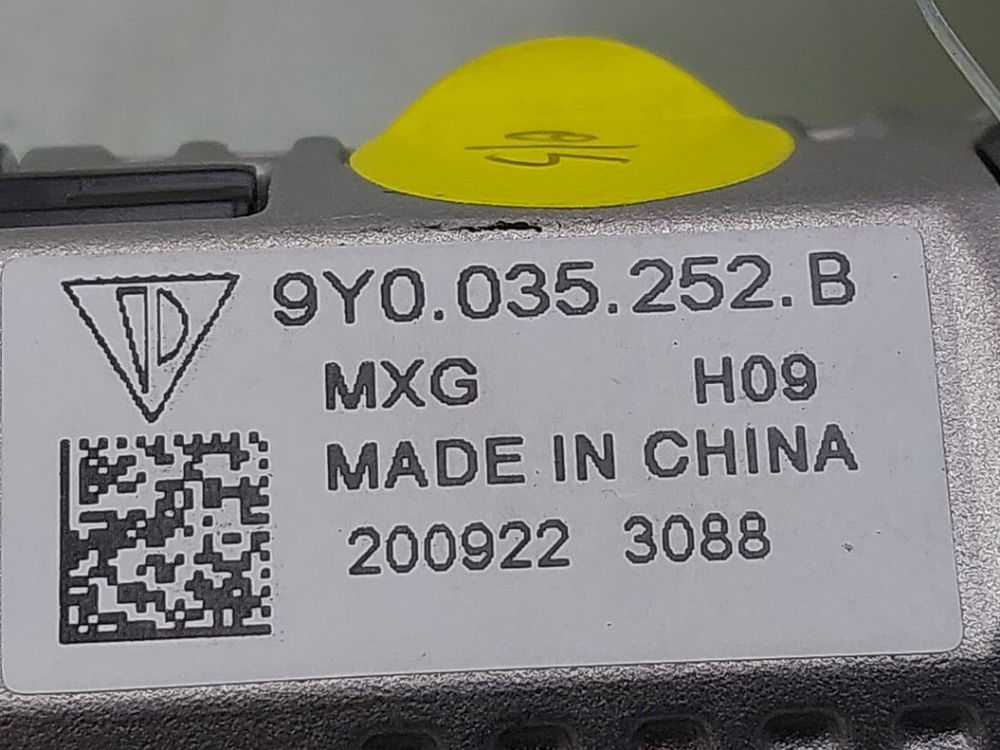 9Y0.035.252.B
MXG H09
MADE IN CHINA
200922 3088